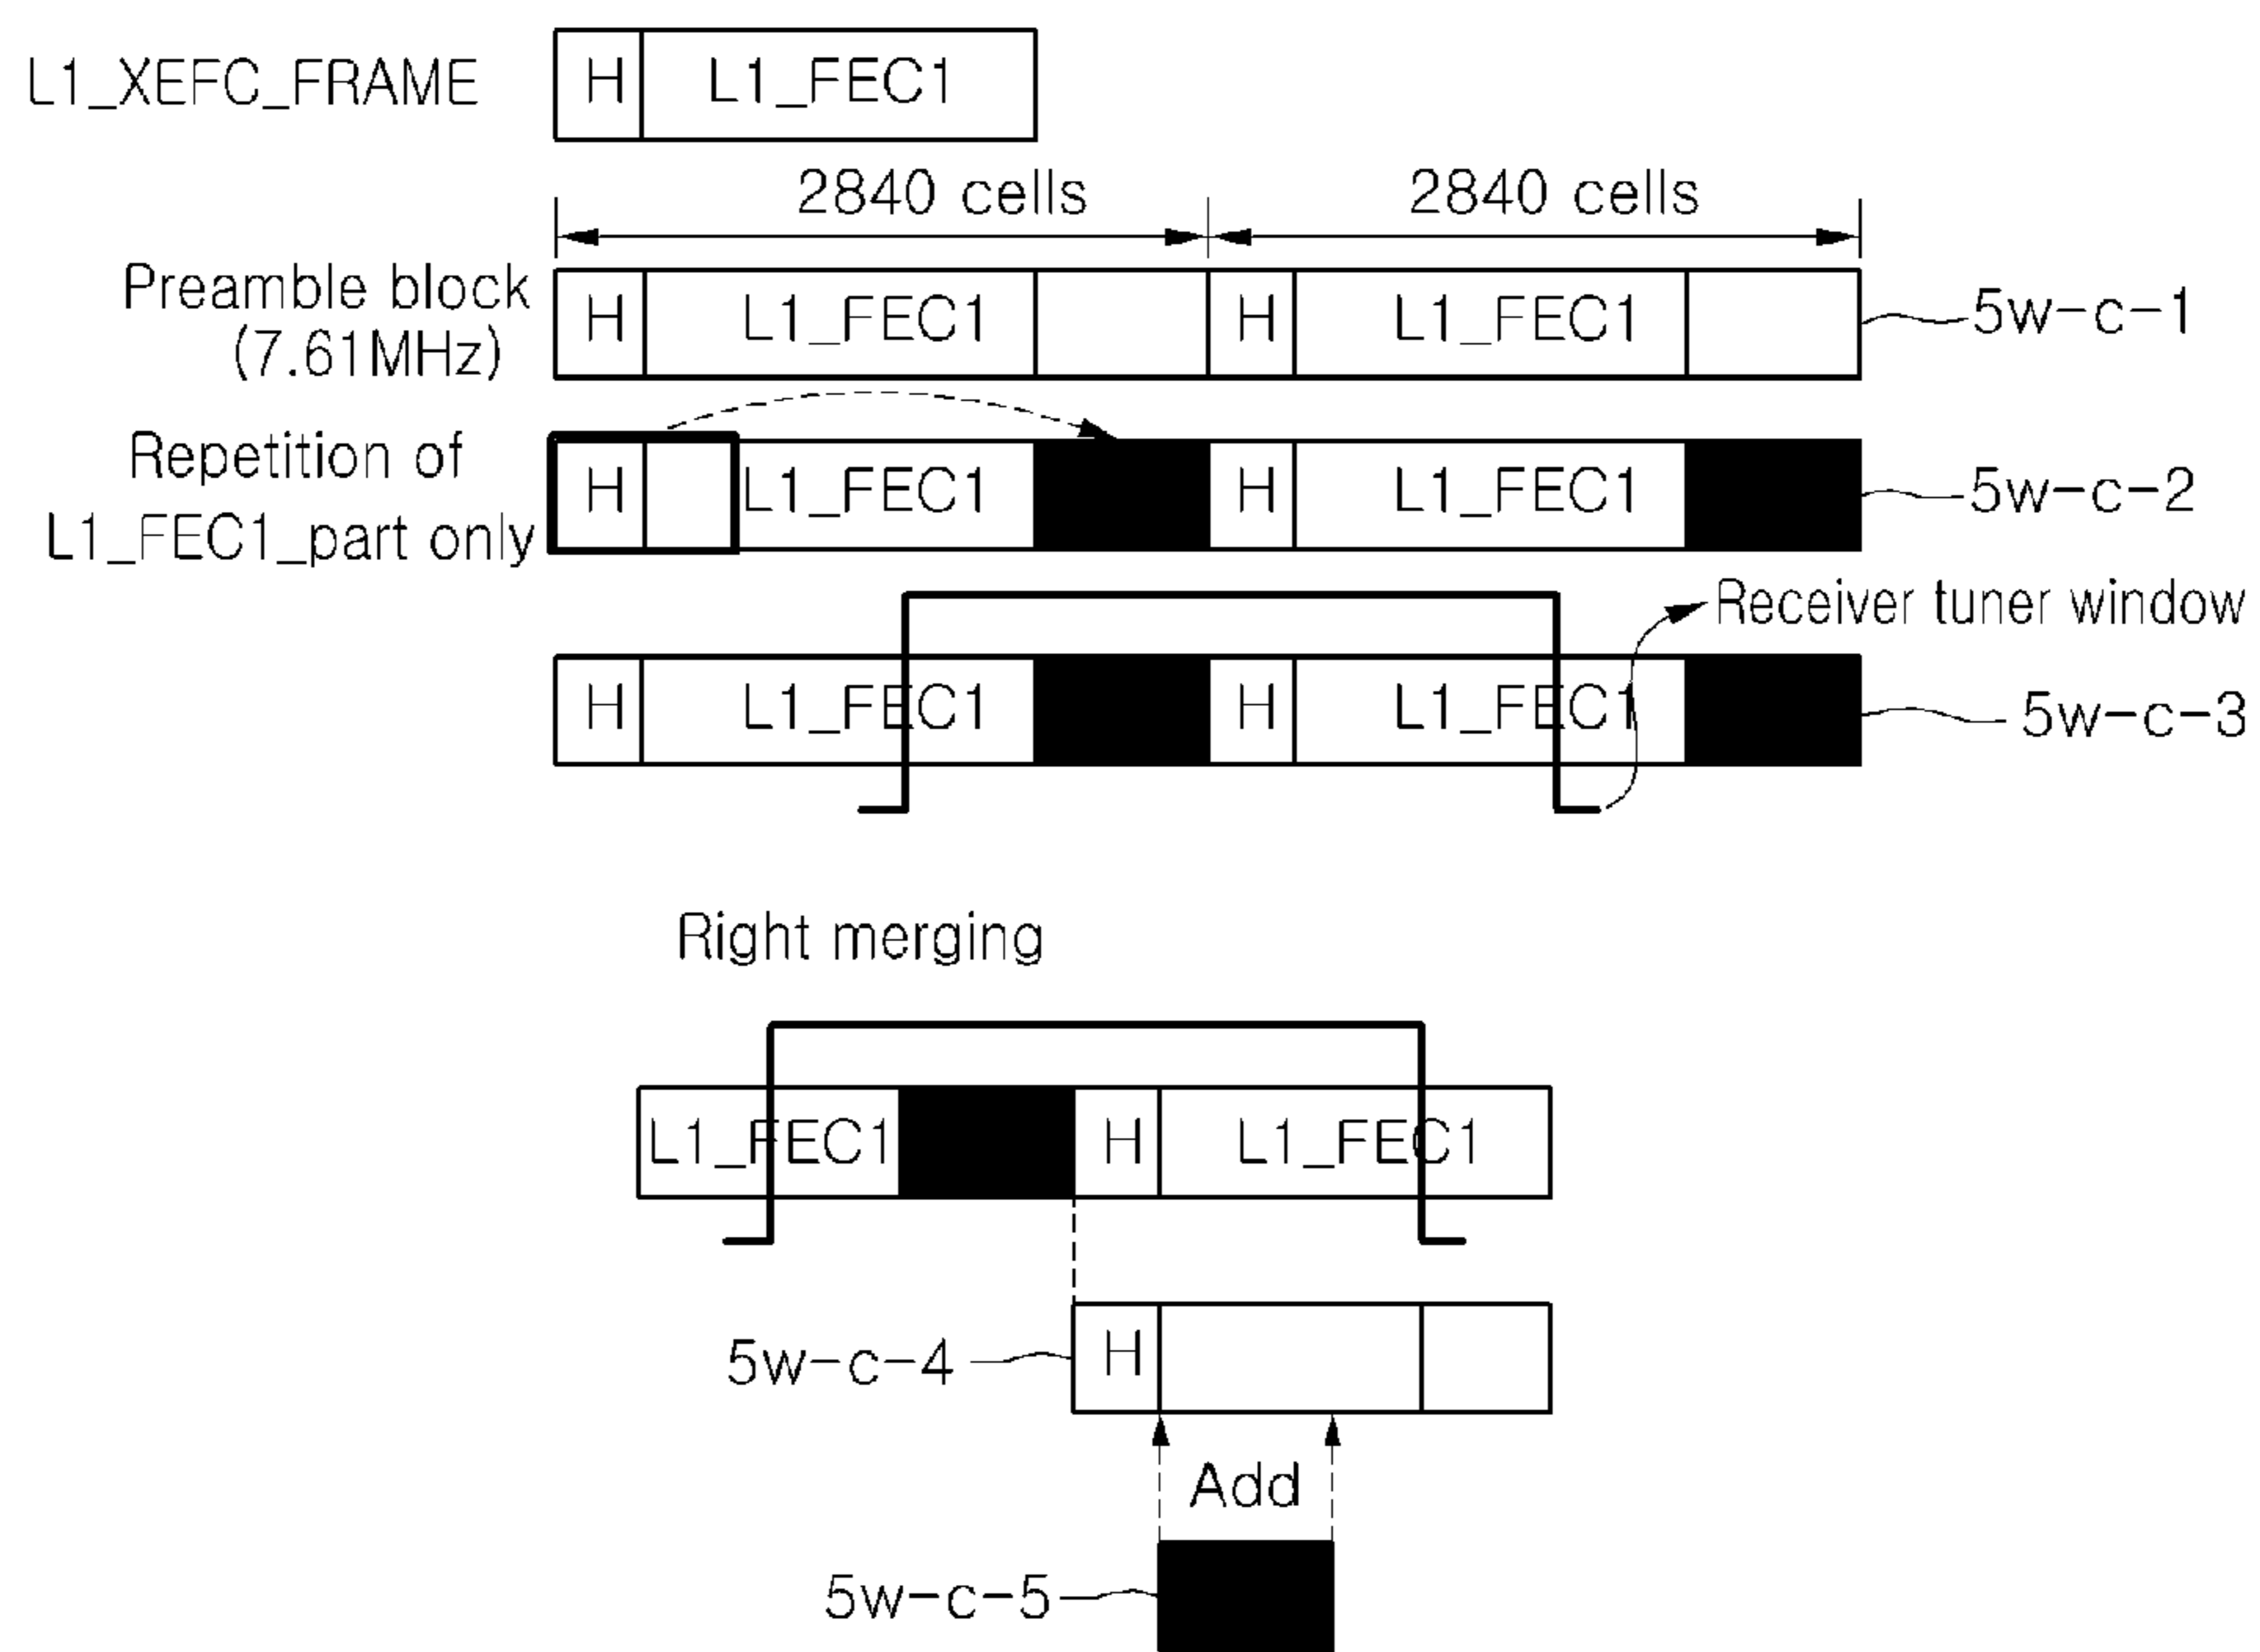 L1_XEFC_FRAME
H L1_FEC1
2840 cells 2840 cells
Preamble block
(7.61MHz)
H L1_FEC1 H L1_FEC1
5w-c-1
Repetition of
L1_FEC1_part only
H L1_FEC1 H L1_FEC1
5w-c-2
Receiver tuner window
H L1_FEC1 H L1_FEC1
5w-c-3
Right merging
L1_FEC1 H L1_FEC1
5w-c-4 H
Add
5w-c-5